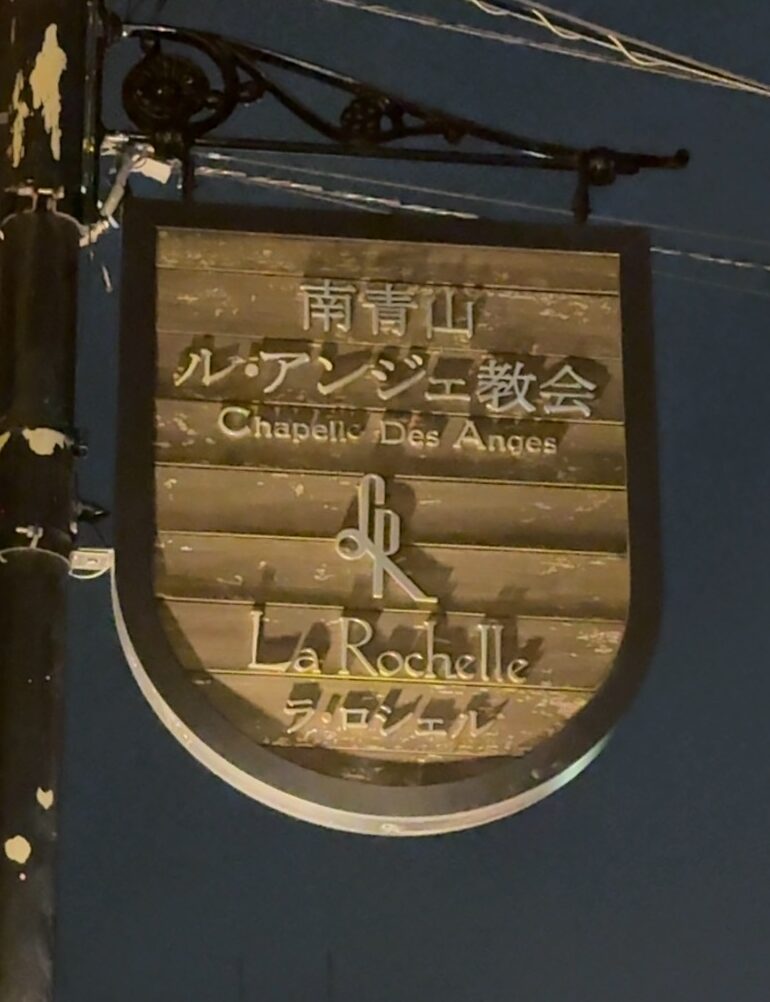 南青山
ル・アンジェ教会
Chapelle Des Anges
LR
La Rochelle
ラ・ロシェル